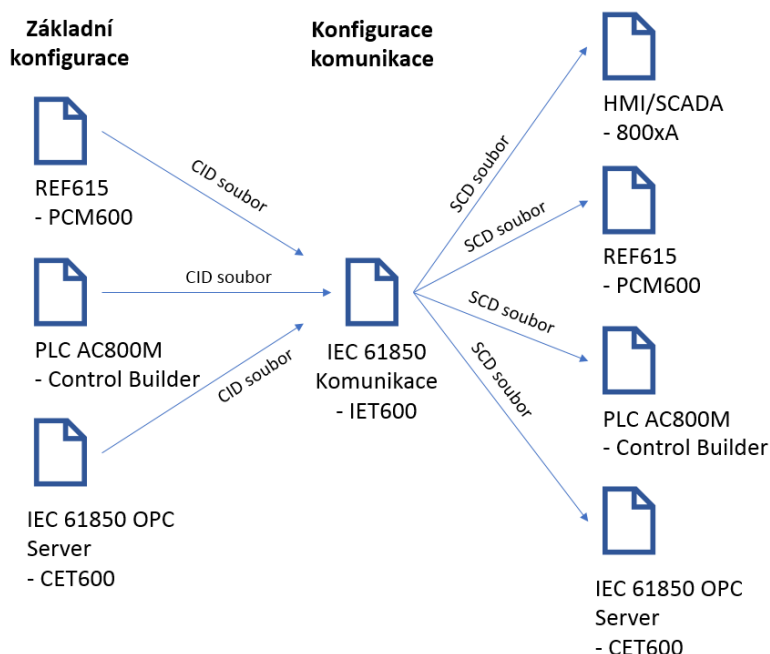 Základní
konfigurace
Konfigurace
komunikace
REF615
- PCM600
PLC AC800M
- Control Builder
IEC 61850 OPC
Server
- CET600
CID soubor
CID soubor
CID soubor
IEC 61850
Komunikace
- IET600
SCD soubor
SCD soubor
SCD soubor
SCD soubor
HMI/SCADA
- 800xA
REF615
- PCM600
PLC AC800M
- Control Builder
IEC 61850 OPC
Server
- CET600